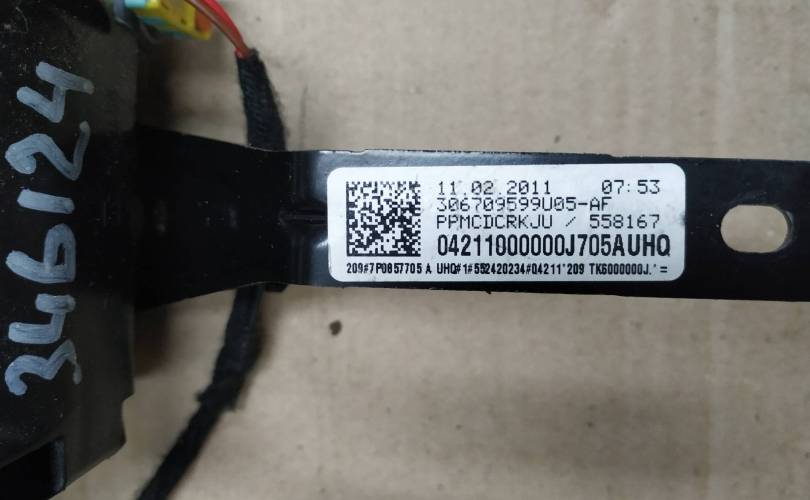 346124
11.02.2011 07:53
306709599U05-AF
PPMCDCRKJU / 558167
04211000000J705AUHQ
209#7P0857705 A UHQ#1#552420234#04211*209 TK6000000J.*=